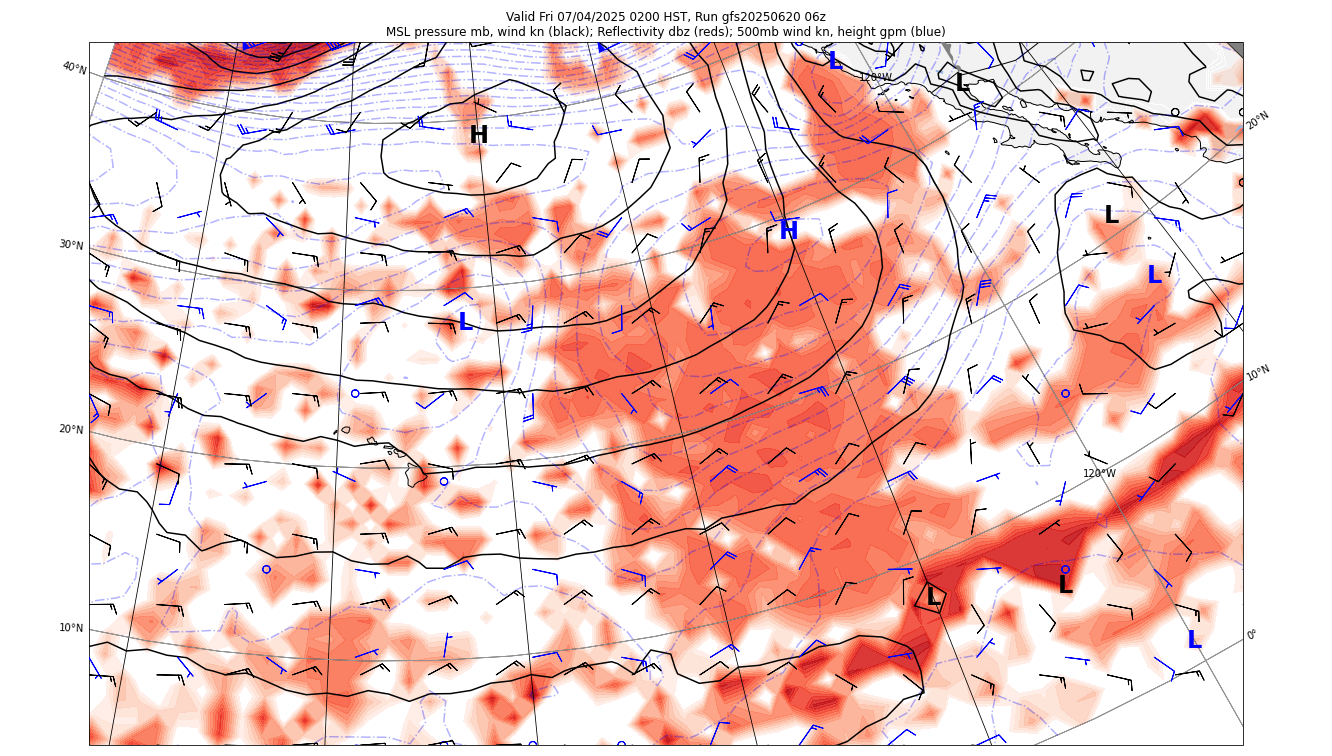 Valid Fri 07/04/2025 0200 HST, Run gfs20250620 06z
MSL pressure mb, wind kn (black); Reflectivity dbz (reds); 500mb wind kn, height gpm (blue)
L
40°N
120°W
L
20°N
H
L
H
30°N
L
L
10°N
20°N
120°W
L
L
10°N
0°
L